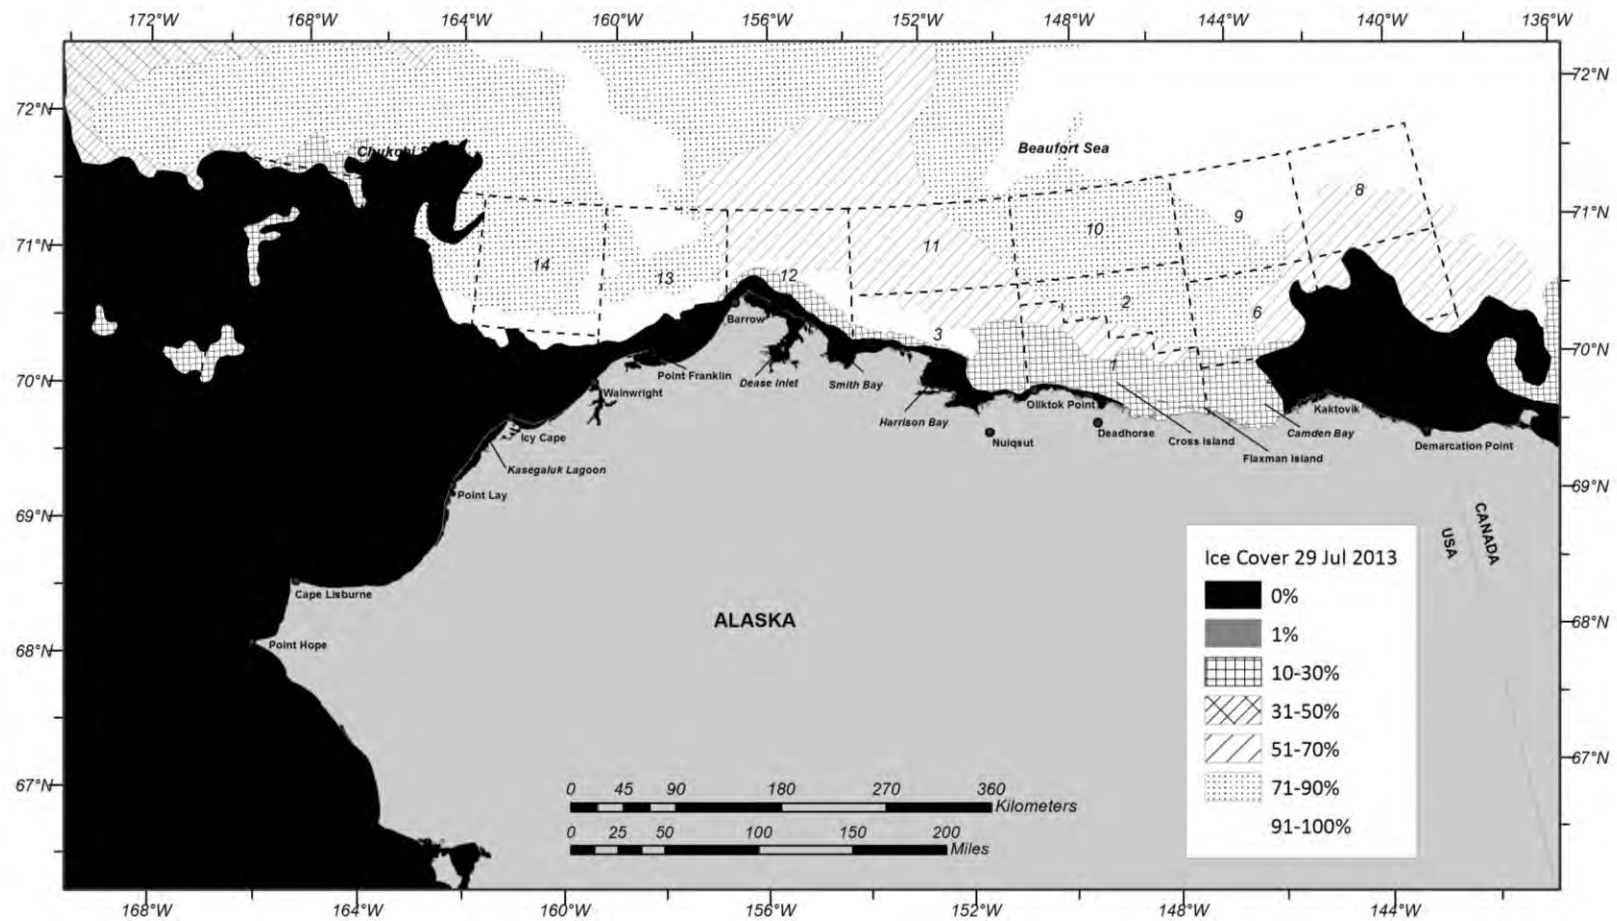 172°W 168°W 164°W 160°W 156°W 152°W 148°W 144°W 140°W 136°W
72°N 72°N
Beaufort Sea
Chukchi S
8
9
71°N 71°N
10
11
14 13 12
2
6
3
70°N 70°N
1
Barrow
Point Franklin
Dease Inlet
Smith Bay
Wainwright
Harrison Bay
Oliktok Point
Kaktovik
Icy Cape
Nuiqsut
Deadhorse
Cross Island
Camden Bay
Demarcation Point
Flaxman Island
Kasegaluk Lagoon
Point Lay
69°N 69°N
USA
CANADA
Cape Lisburne
Point Hope
ALASKA
68°N 68°N
67°N 67°N
Ice Cover 29 Jul 2013
0%
1%
10-30%
31-50%
51-70%
71-90%
91-100%
0 45 90 180 270 360
Kilometers
0 25 50 100 150 200
Miles
168°W 164°W 160°W 156°W 152°W 148°W 144°W